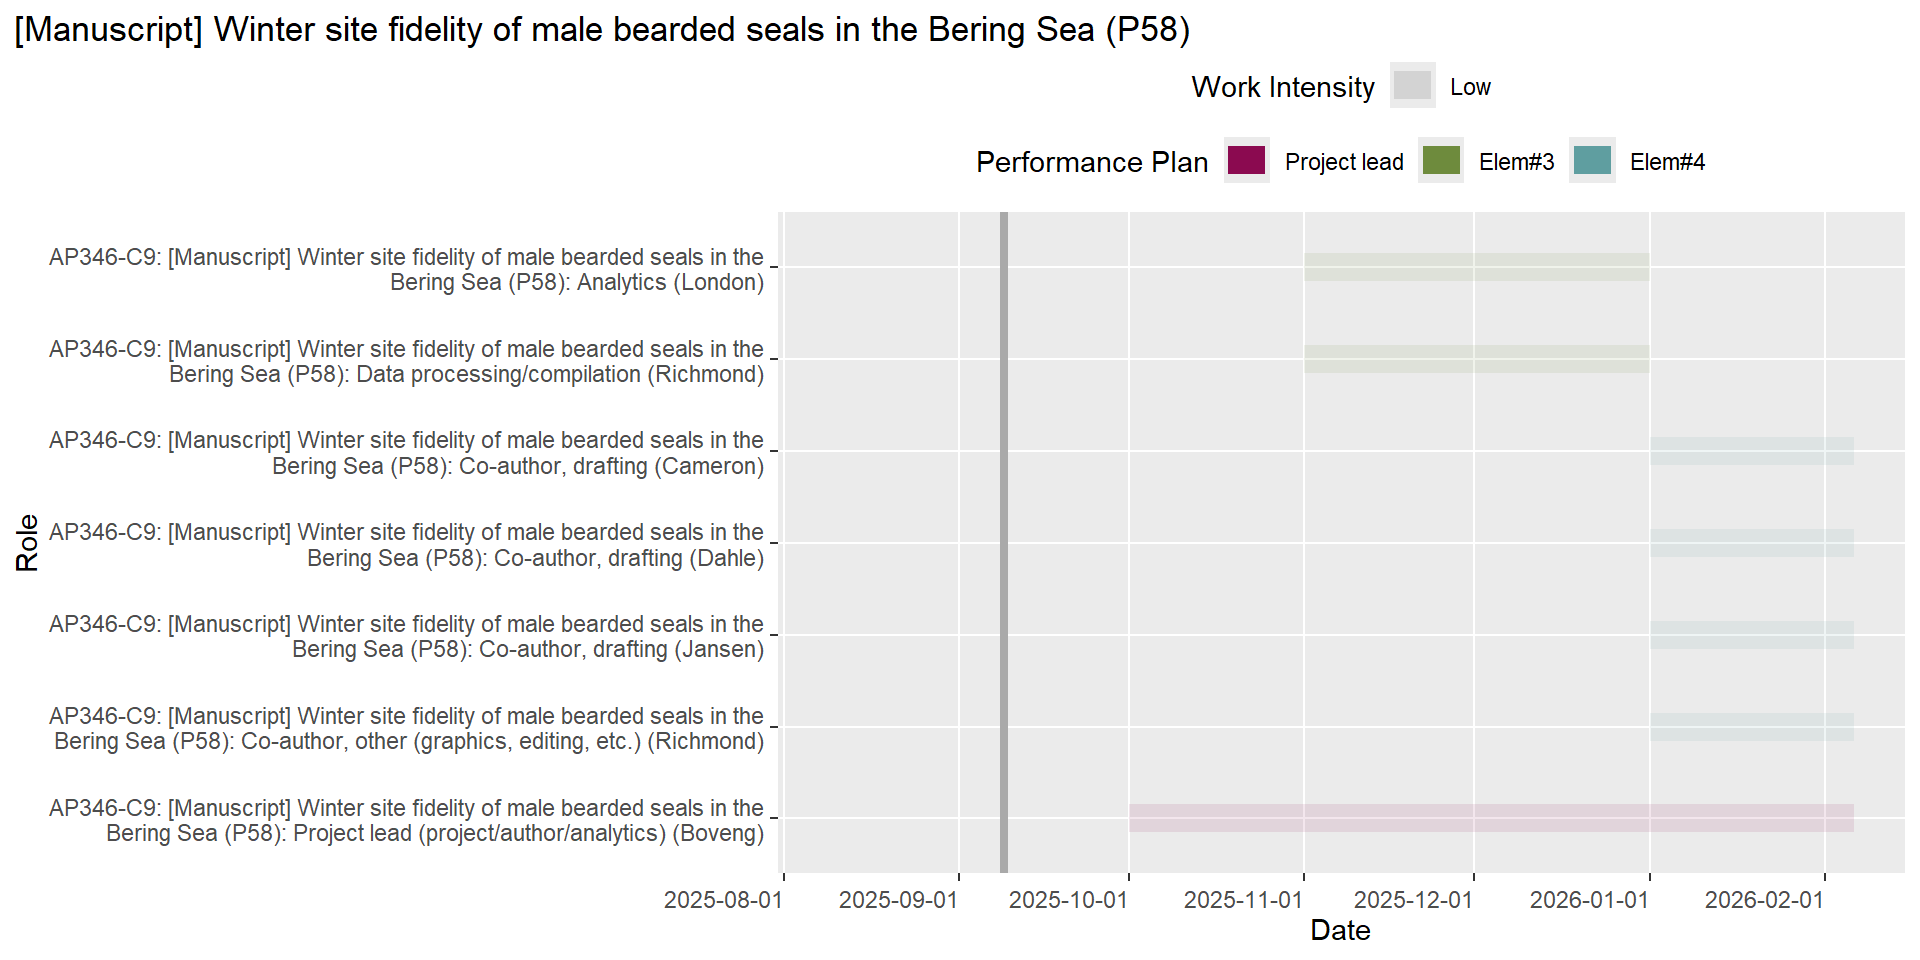 [Manuscript] Winter site fidelity of male bearded seals in the Bering Sea (P58)
Work Intensity
Low
Performance Plan
Project lead
Elem#3
Elem#4
AP346-C9: [Manuscript] Winter site fidelity of male bearded seals in the
Bering Sea (P58): Analytics (London)
AP346-C9: [Manuscript] Winter site fidelity of male bearded seals in the
Bering Sea (P58): Data processing/compilation (Richmond)
AP346-C9: [Manuscript] Winter site fidelity of male bearded seals in the
Bering Sea (P58): Co-author, drafting (Cameron)
AP346-C9: [Manuscript] Winter site fidelity of male bearded seals in the
Bering Sea (P58): Co-author, drafting (Dahle)
AP346-C9: [Manuscript] Winter site fidelity of male bearded seals in the
Bering Sea (P58): Co-author, drafting (Jansen)
AP346-C9: [Manuscript] Winter site fidelity of male bearded seals in the
Bering Sea (P58): Co-author, other (graphics, editing, etc.) (Richmond)
AP346-C9: [Manuscript] Winter site fidelity of male bearded seals in the
Bering Sea (P58): Project lead (project/author/analytics) (Boveng)
Role
2025-08-01
2025-09-01
2025-10-01
2025-11-01
2025-12-01
2026-01-01
2026-02-01
Date